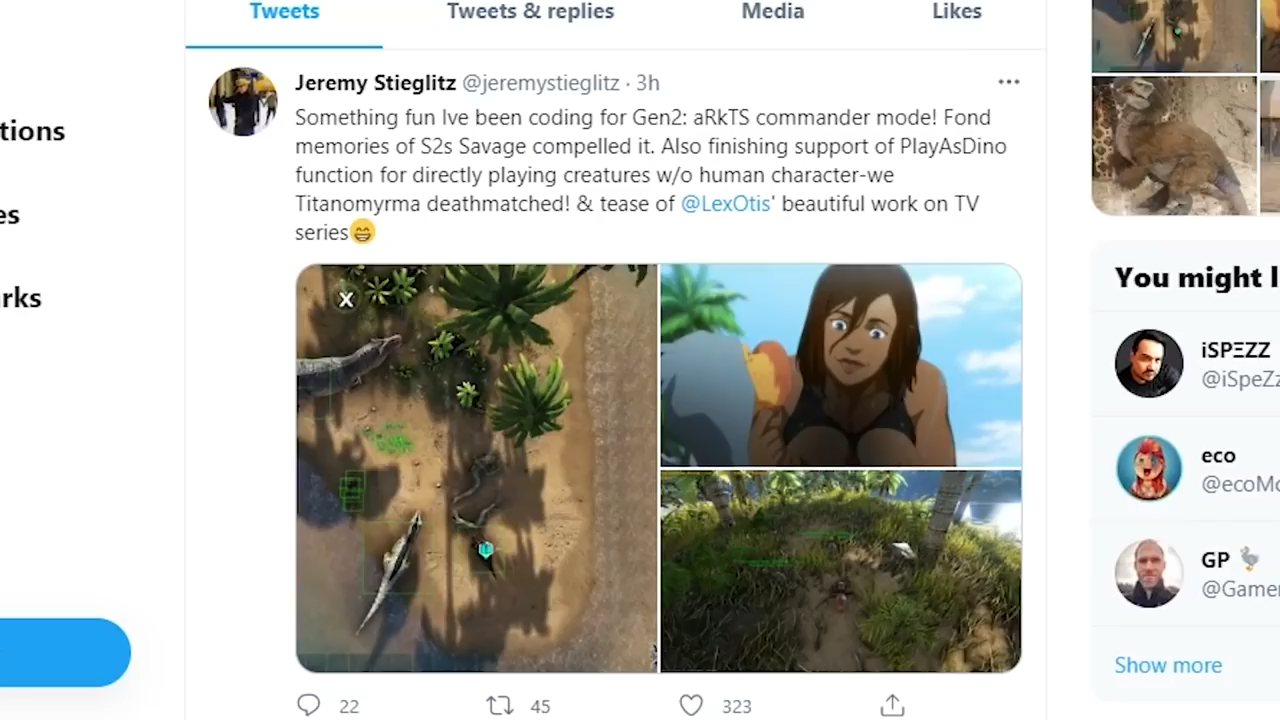 Tweets
Tweets & replies
Media
Likes
tions
es
rks
Jeremy Stieglitz @jeremystieglitz · 3h
Something fun Ive been coding for Gen2: aRkTS commander mode! Fond
memories of S2s Savage compelled it. Also finishing support of PlayAsDino
function for directly playing creatures w/o human character-we
Titanomyrma deathmatched! & tease of @LexOtis' beautiful work on TV
series😁
X
22
45
323
You might l
iSPΞZZ
@iSpeZz
eco
@ecoMc
GP 🦆
@Gamer
Show more